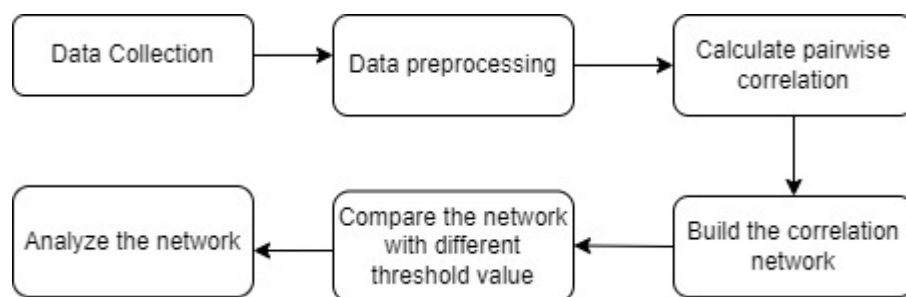 Data Collection
Data preprocessing
Calculate pairwise
correlation
Build the correlation
network
Compare the network
with different
threshold value
Analyze the network